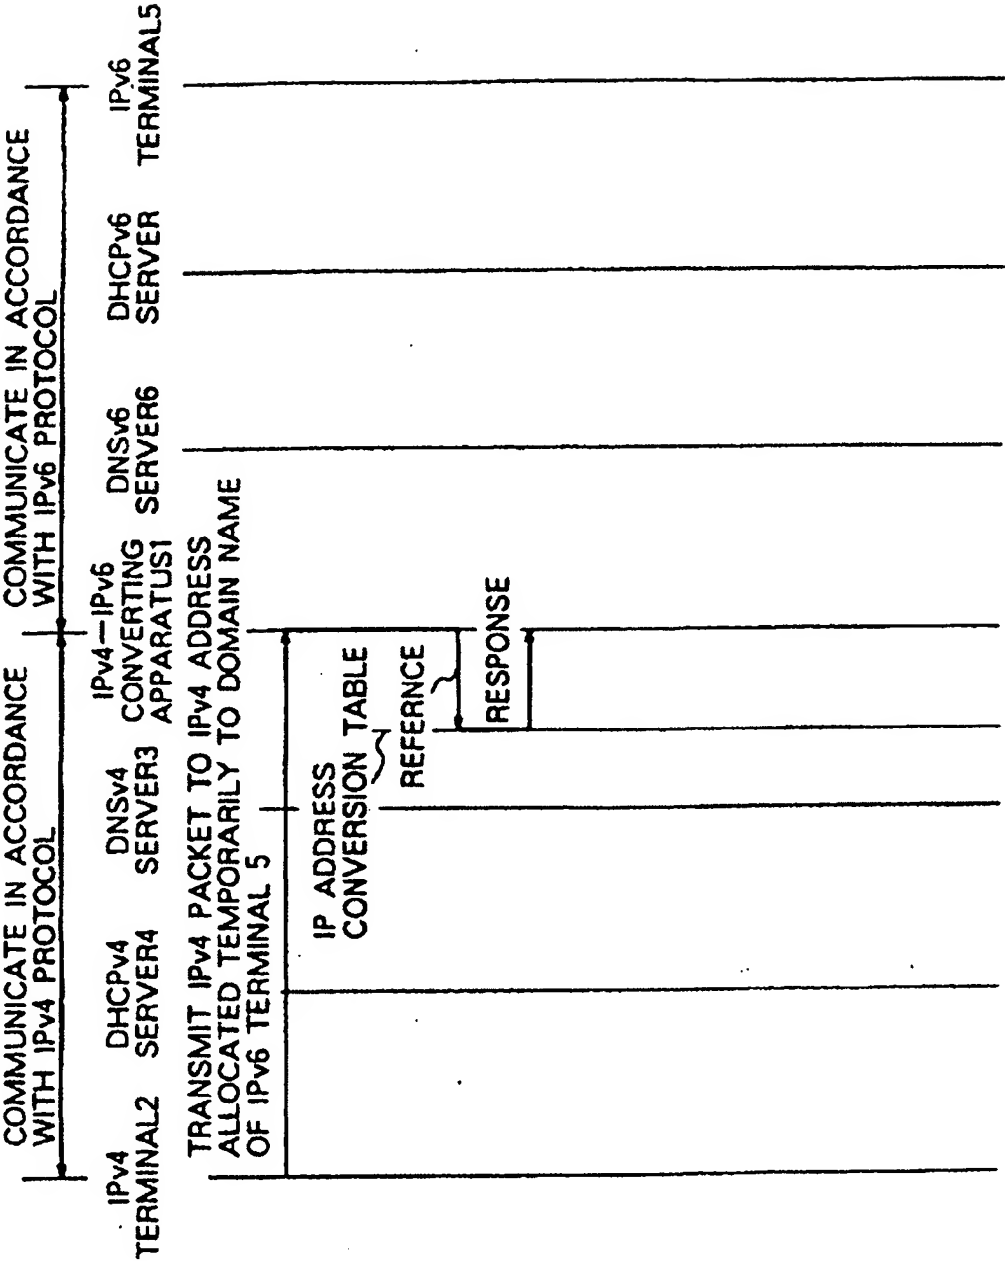 COMMUNICATE IN ACCORDANCE
WITH IPv4 PROTOCOL
COMMUNICATE IN ACCORDANCE
WITH IPv6 PROTOCOL
IPv4
TERMINAL2
DHCPv4
SERVER4
DNSv4
SERVER3
IPv4—IPv6
CONVERTING
APPARATUS1
DNSv6
SERVER6
DHCPv6
SERVER
IPv6
TERMINAL5
TRANSMIT IPv4 PACKET TO IPv4 ADDRESS
ALLOCATED TEMPORARILY TO DOMAIN NAME
OF IPv6 TERMINAL 5
IP ADDRESS
CONVERSION TABLE
REFERNCE
RESPONSE